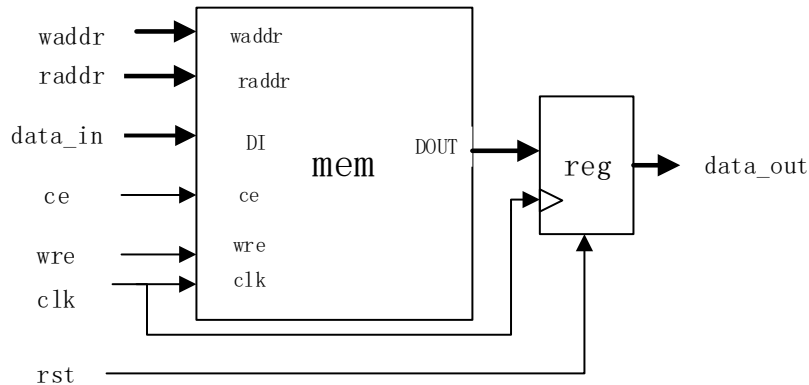 waddr
raddr
data_in
ce
wre
clk
rst
waddr
raddr
DI
ce
wre
clk
mem
DOUT
reg
data_out